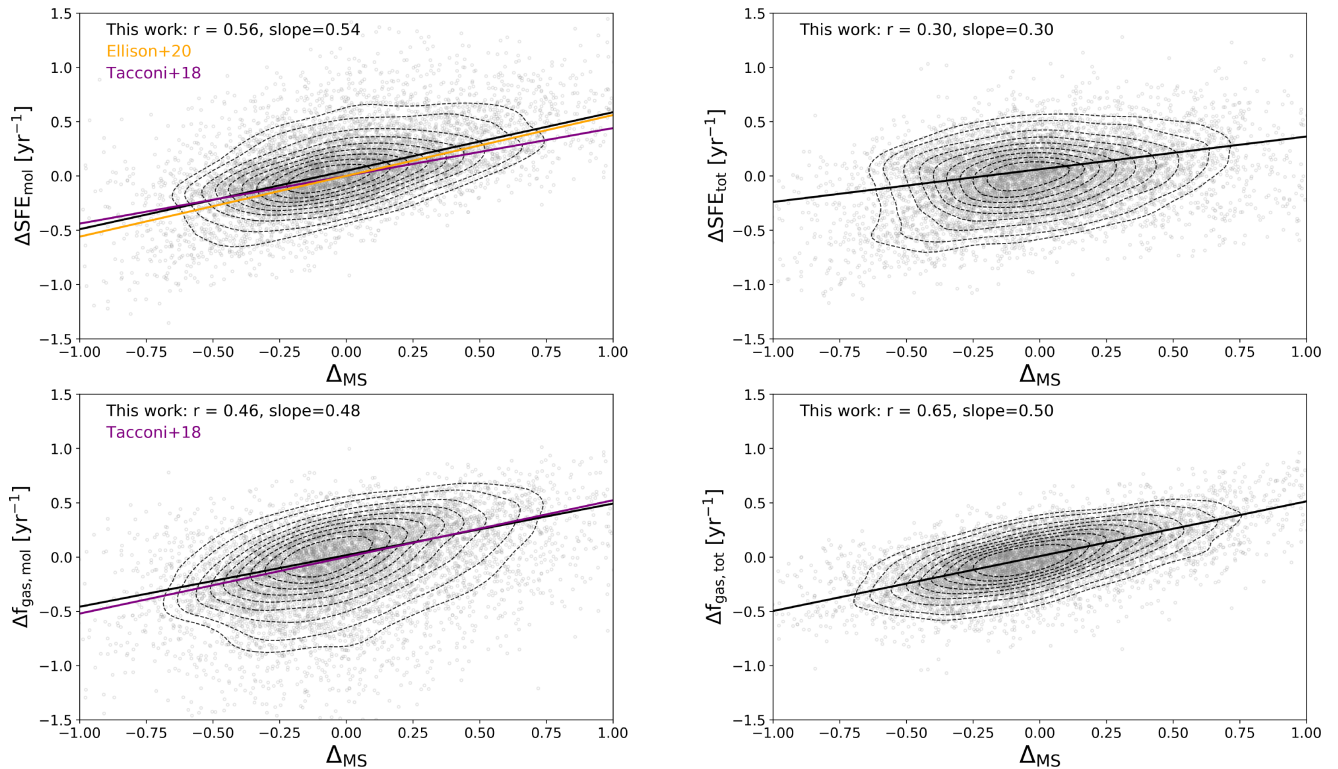 This work: r = 0.56, slope=0.54
Ellison+20
Tacconi+18
ΔSFEmol [yr−1]
1.5
1.0
0.5
0.0
−0.5
−1.0
−1.5
−1.00 −0.75 −0.50 −0.25 0.00 0.25 0.50 0.75 1.00
ΔMS
This work: r = 0.30, slope=0.30
ΔSFEtot [yr−1]
1.5
1.0
0.5
0.0
−0.5
−1.0
−1.5
−1.00 −0.75 −0.50 −0.25 0.00 0.25 0.50 0.75 1.00
ΔMS
This work: r = 0.46, slope=0.48
Tacconi+18
Δfgas, mol [yr−1]
1.5
1.0
0.5
0.0
−0.5
−1.0
−1.5
−1.00 −0.75 −0.50 −0.25 0.00 0.25 0.50 0.75 1.00
ΔMS
This work: r = 0.65, slope=0.50
Δfgas, tot [yr−1]
1.5
1.0
0.5
0.0
−0.5
−1.0
−1.5
−1.00 −0.75 −0.50 −0.25 0.00 0.25 0.50 0.75 1.00
ΔMS